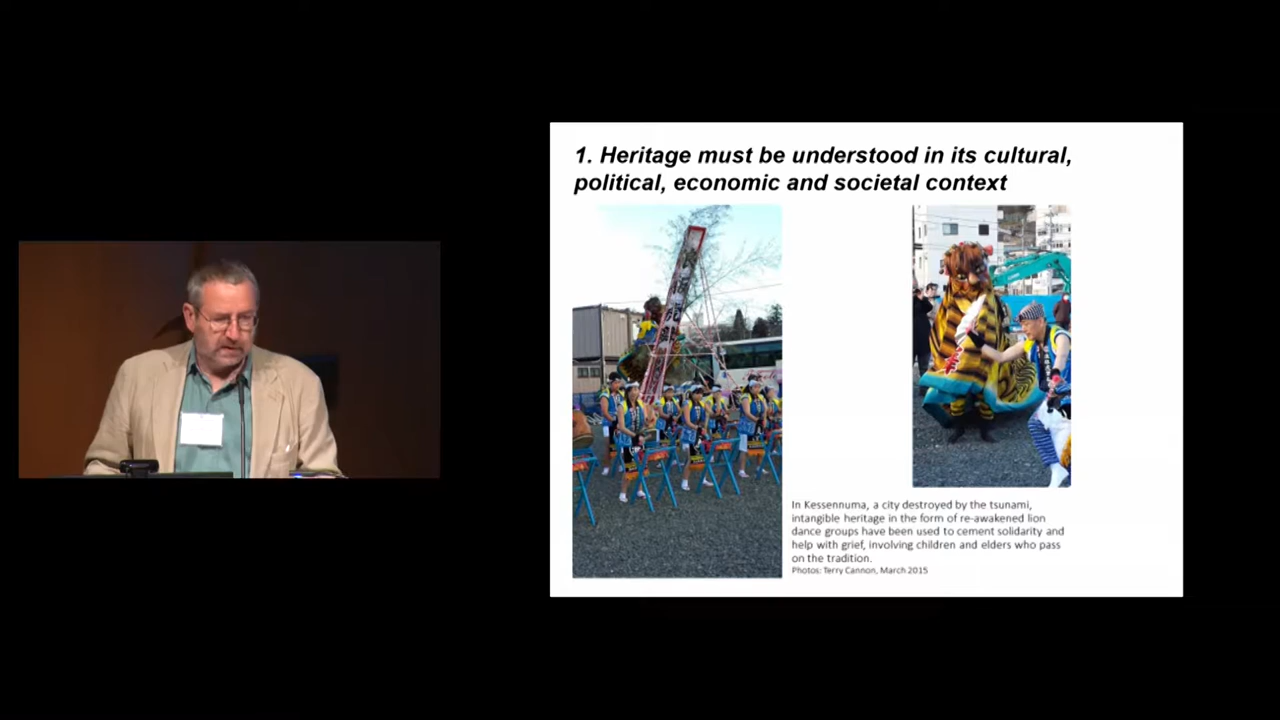 1. Heritage must be understood in its cultural,
political, economic and societal context
In Kessennuma, a city destroyed by the tsunami,
intangible heritage in the form of re-awakened lion
dance groups have been used to cement solidarity and
help with grief, involving children and elders who pass
on the tradition.
Photos: Terry Cannon, March 2015